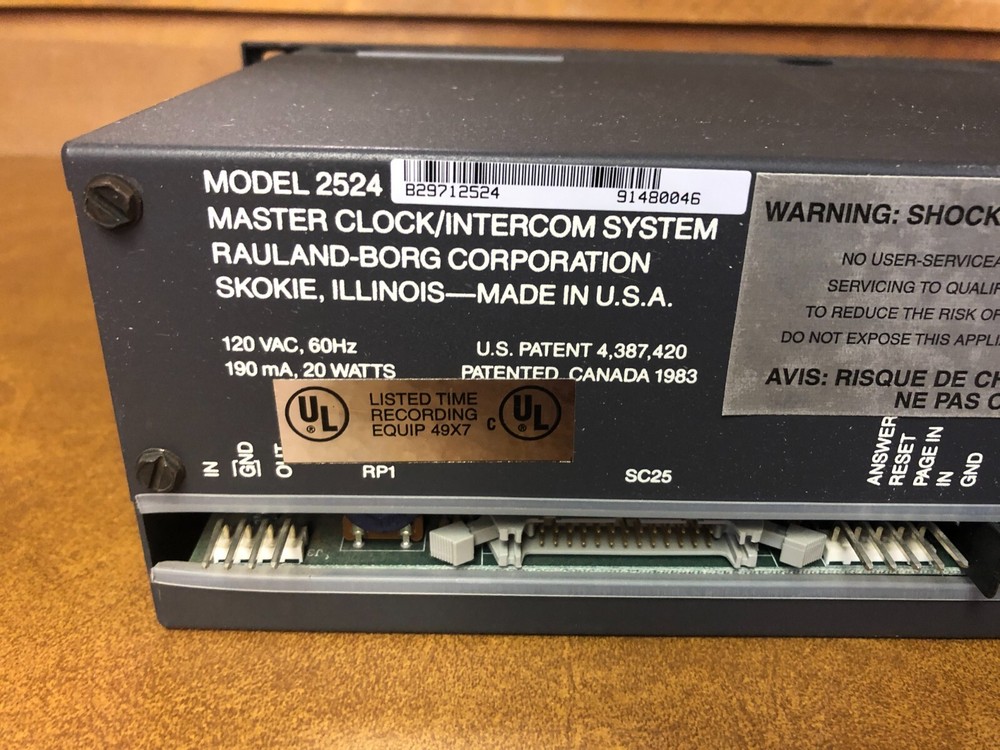 MODEL 2524
B29712524 91480046
MASTER CLOCK/INTERCOM SYSTEM
RAULAND-BORG CORPORATION
SKOKIE, ILLINOIS—MADE IN U.S.A.
120 VAC, 60Hz
190 mA, 20 WATTS
U.S. PATENT 4,387,420
PATENTED, CANADA 1983
UL
®
LISTED TIME
RECORDING
EQUIP 49X7
C UL
®
WARNING: SHOCK
NO USER-SERVICEA
SERVICING TO QUALIF
TO REDUCE THE RISK OF
DO NOT EXPOSE THIS APPLI
AVIS: RISQUE DE CH
NE PAS
IN
GND
OUT
RP1
SC25
ANSWER
RESET
PAGE IN
IN
GND